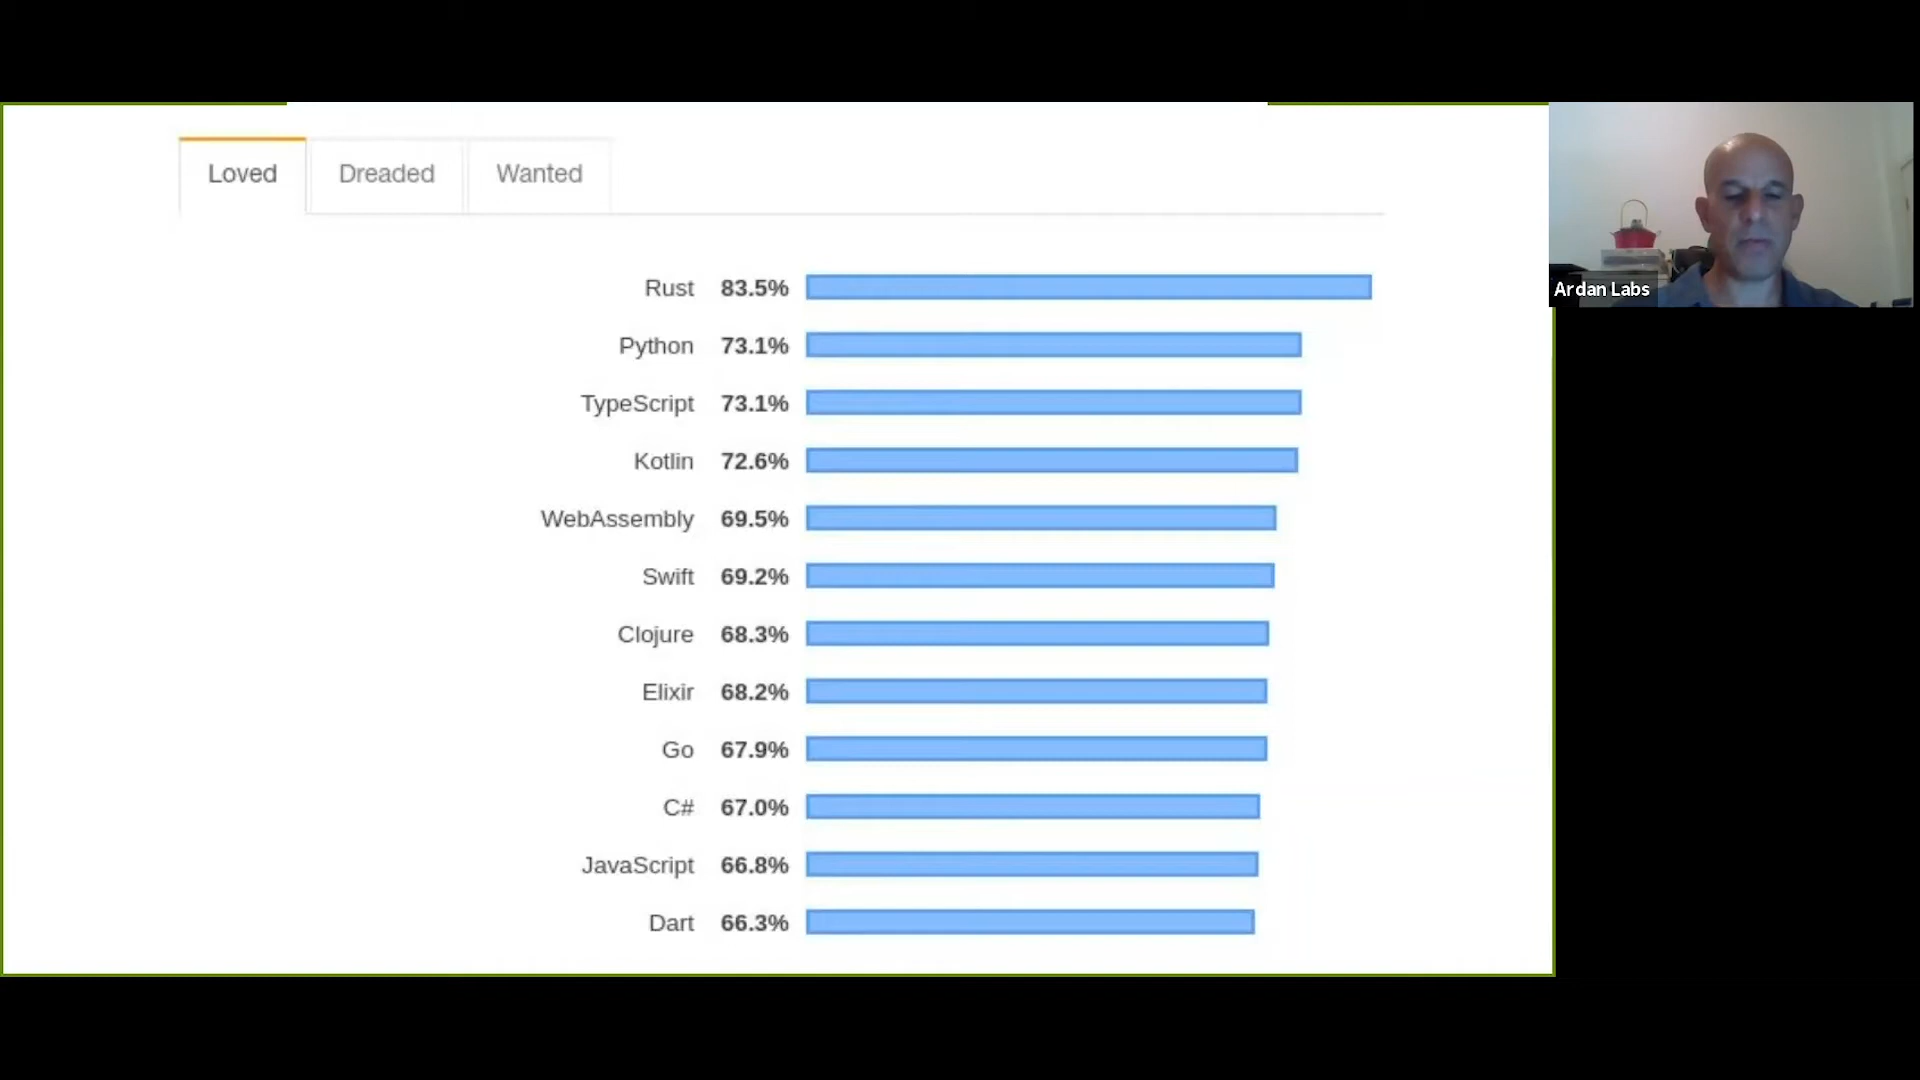 Loved Dreaded Wanted
Rust 83.5%
Python 73.1%
TypeScript 73.1%
Kotlin 72.6%
WebAssembly 69.5%
Swift 69.2%
Clojure 68.3%
Elixir 68.2%
Go 67.9%
C# 67.0%
JavaScript 66.8%
Dart 66.3%
Ardan Labs